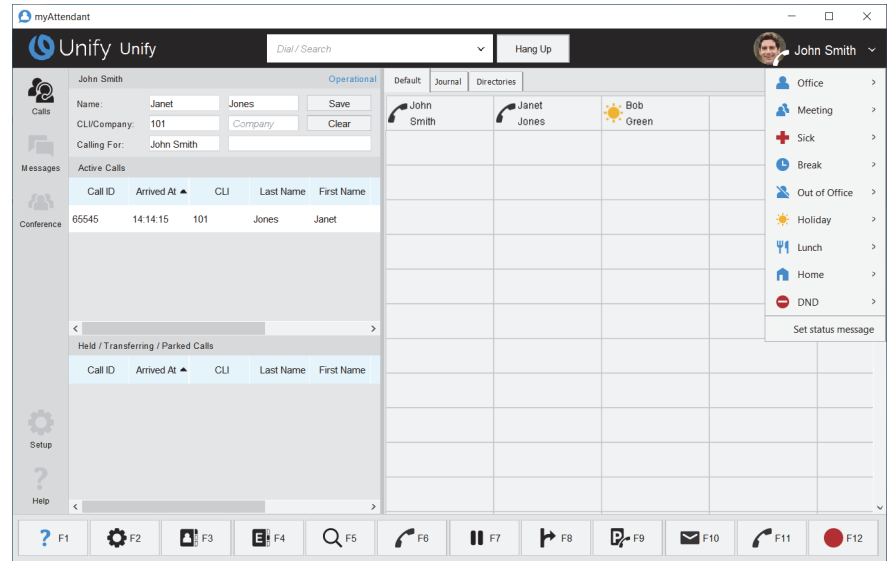 myAttendant
Unify Unify
Dial / Search
Hang Up
John Smith
Calls
Messages
Conference
Setup
Help
John Smith Operational
Name: Janet Jones Save
CLI/Company: 101 Company Clear
Calling For: John Smith
Active Calls
Call ID Arrived At CLI Last Name First Name
65545 14:14:15 101 Jones Janet
Held / Transferring / Parked Calls
Call ID Arrived At CLI Last Name First Name
Default Journal Directories
John Smith
Janet Jones
Bob Green
Office
Meeting
Sick
Break
Out of Office
Holiday
Lunch
Home
DND
Set status message
? F1 F2 F3 E F4 F5 F6 F7 F8 P F9 F10 F11 F12